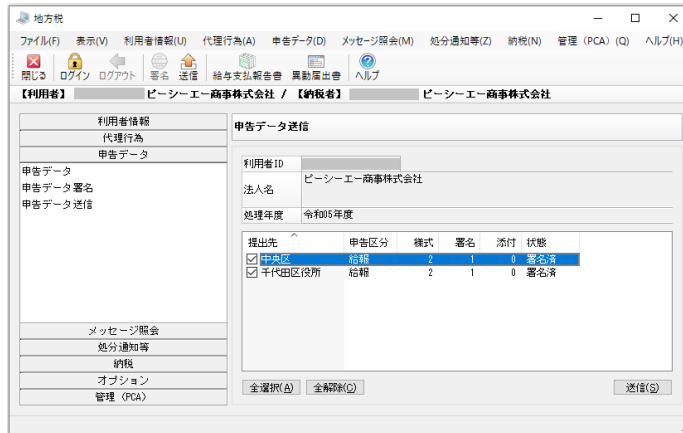 地方税
ファイル(F) 表示(V) 利用者情報(U) 代理行為(A) 申告データ(D) メッセージ照会(M) 処分通知等(Z) 納税(N) 管理 (PCA) (Q) ヘルプ(H)
閉じる ログイン ログアウト 署名 送信 給与支払報告書 異動届出書 ヘルプ
【利用者】 ピーシーエー商事株式会社 / 【納税者】 ピーシーエー商事株式会社
利用者情報
代理行為
申告データ
申告データ
申告データ署名
申告データ送信
メッセージ照会
処分通知等
納税
オプション
管理 (PCA)
申告データ送信
利用者ID
法人名 ピーシーエー商事株式会社
処理年度 令和05年度
提出先 申告区分 様式 署名 添付 状態
中央区 給報 2 1 0 署名済
千代田区役所 給報 2 1 0 署名済
全選択(A) 全解除(C) 送信(S)